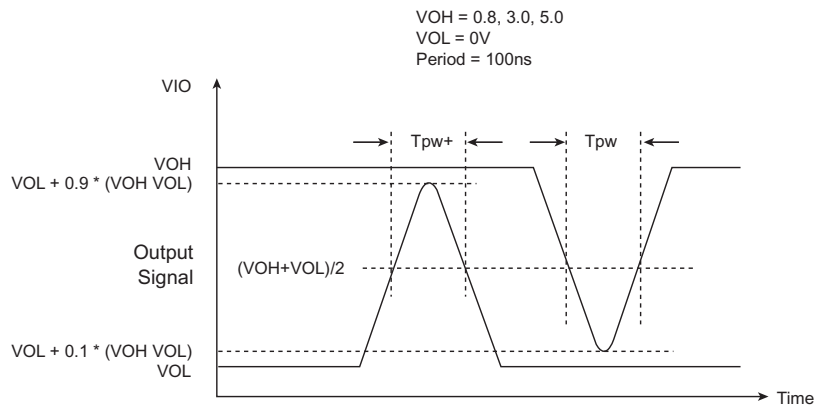 VOH = 0.8, 3.0, 5.0
VOL = 0V
Period = 100ns
VIO
Tpw+
Tpw
VOH
VOL + 0.9 * (VOH VOL)
Output
Signal
(VOH+VOL)/2
VOL + 0.1 * (VOH VOL)
VOL
Time